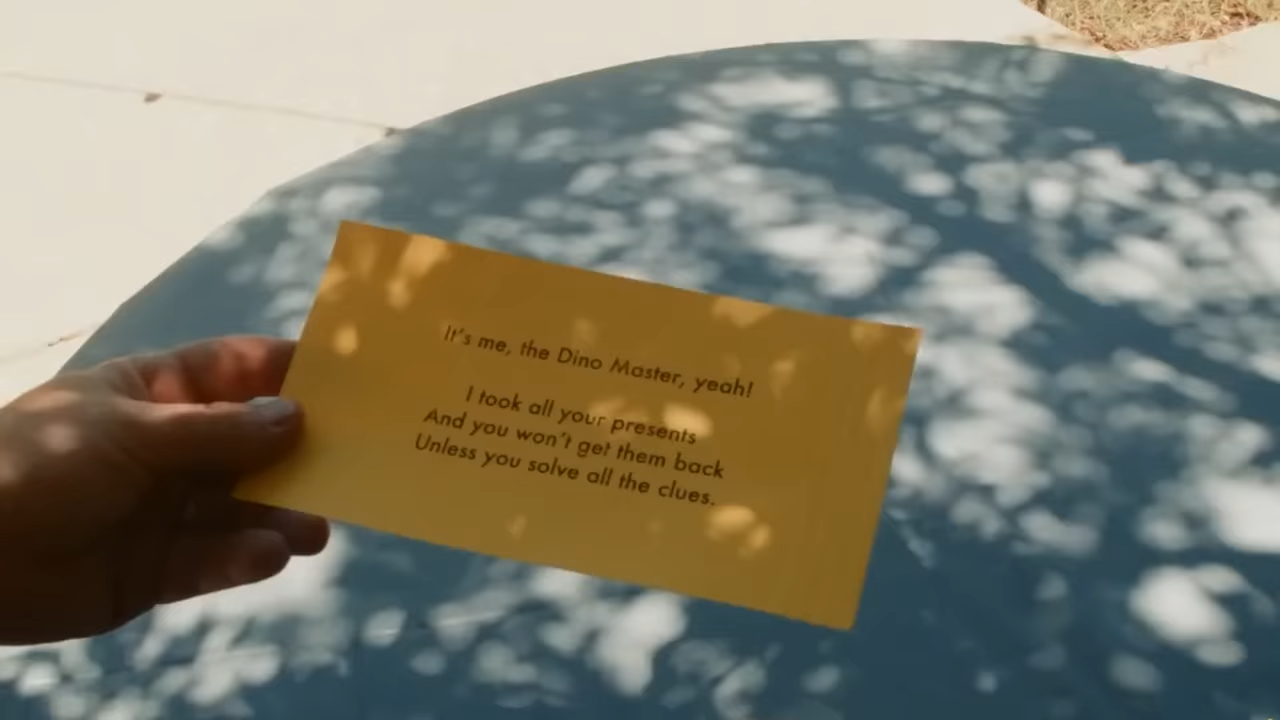 It's me, the Dino Master, yeah!
I took all your presents
And you won't get them back
Unless you solve all the clues.